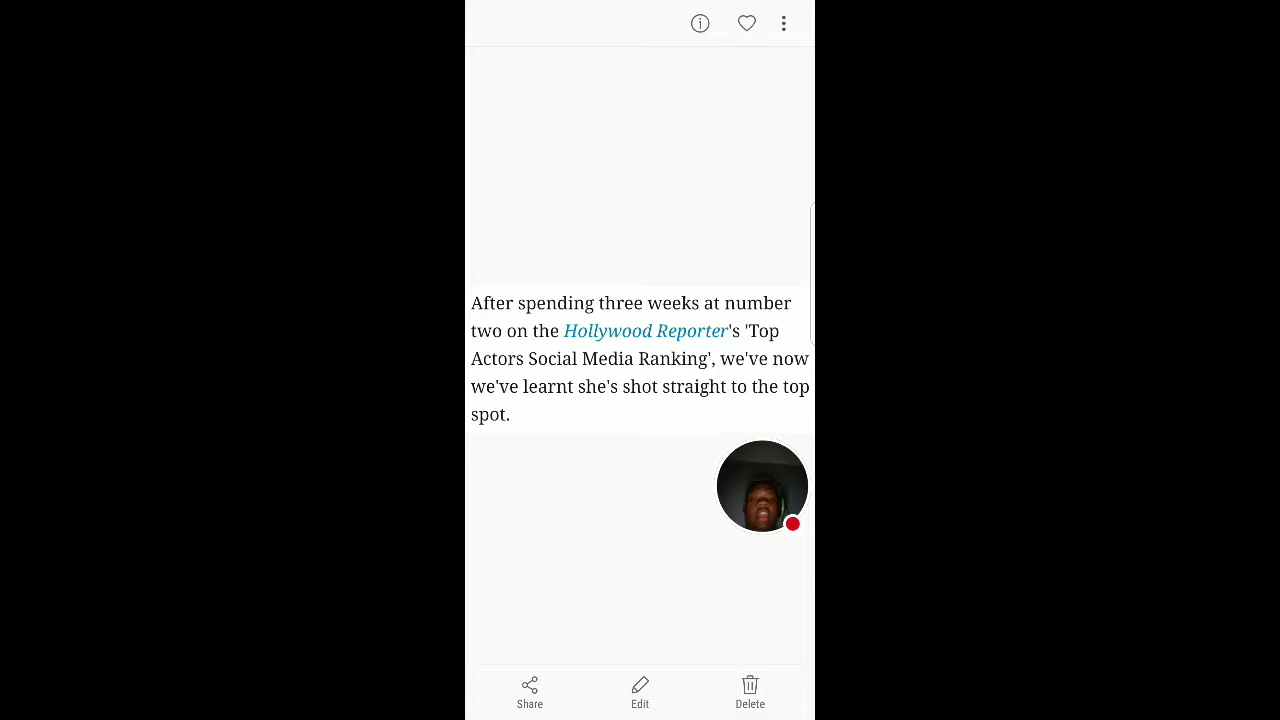 After spending three weeks at number
two on the Hollywood Reporter's 'Top
Actors Social Media Ranking', we've now
we've learnt she's shot straight to the top
spot.
Share Edit Delete